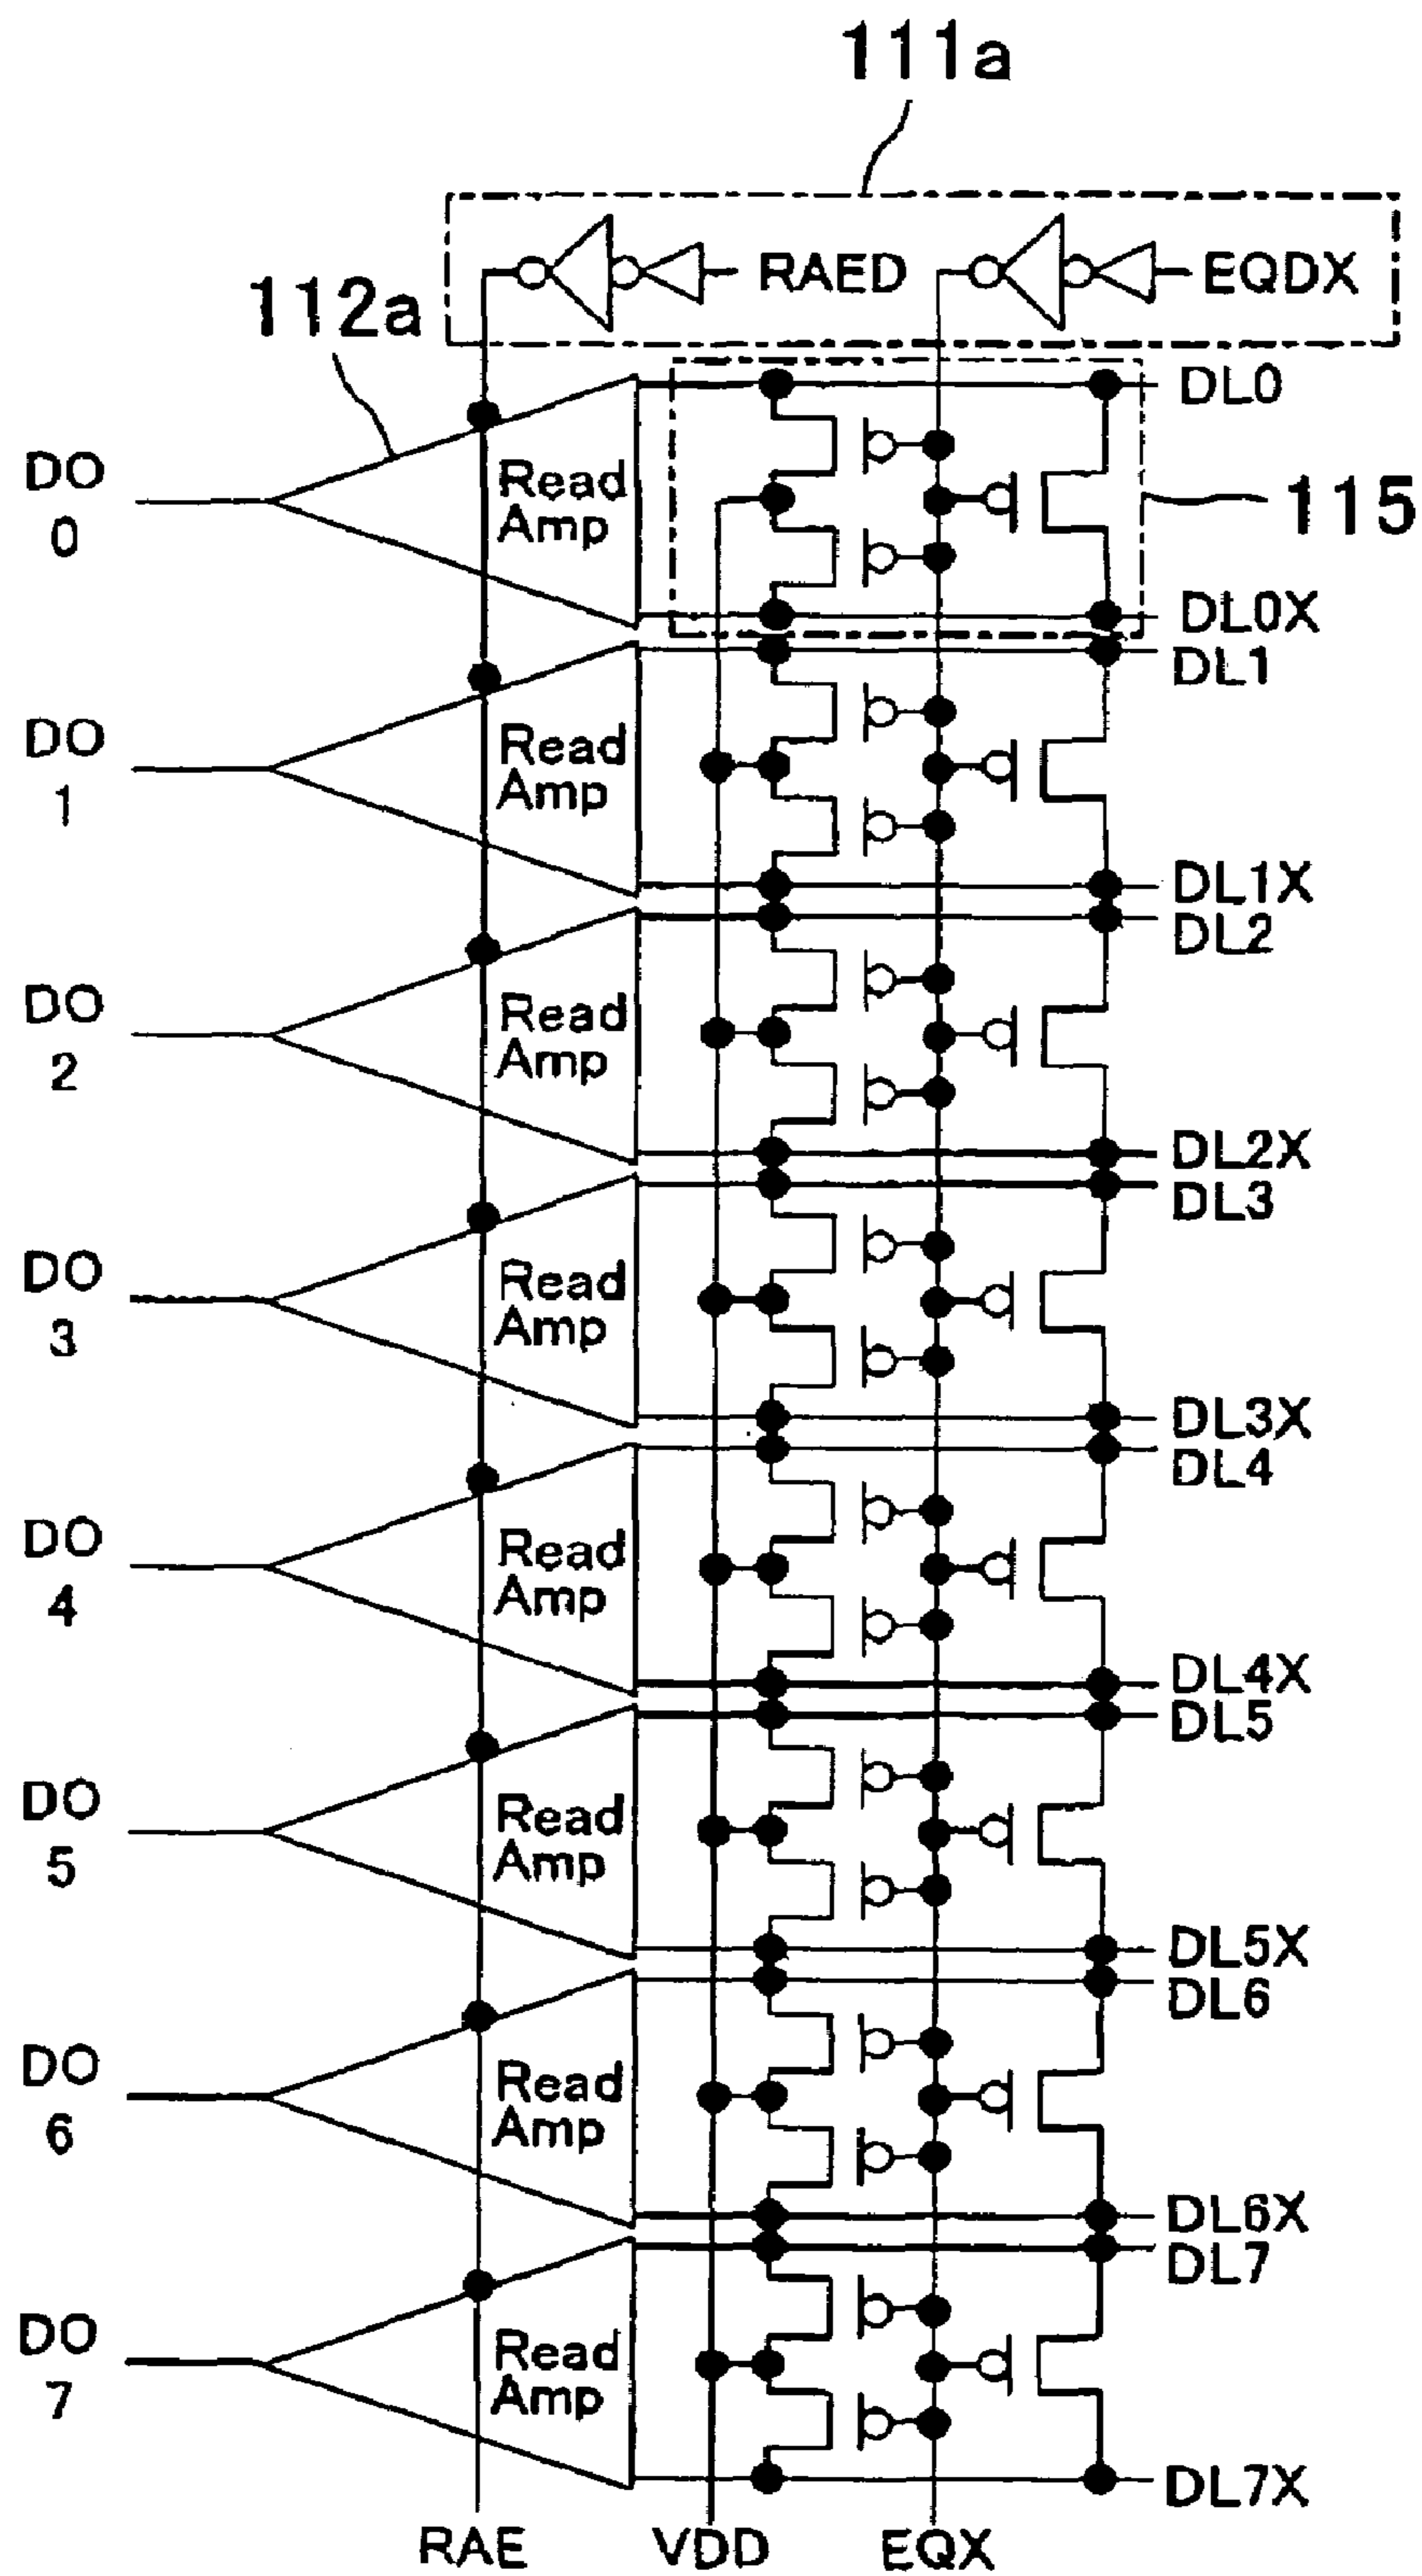 111a
RAED
EQDX
112a
DL0
DO
0
Read
Amp
115
DL0X
DL1
DO
1
Read
Amp
DL1X
DL2
DO
2
Read
Amp
DL2X
DL3
DO
3
Read
Amp
DL3X
DL4
DO
4
Read
Amp
DL4X
DL5
DO
5
Read
Amp
DL5X
DL6
DO
6
Read
Amp
DL6X
DL7
DO
7
Read
Amp
DL7X
RAE
VDD
EQX